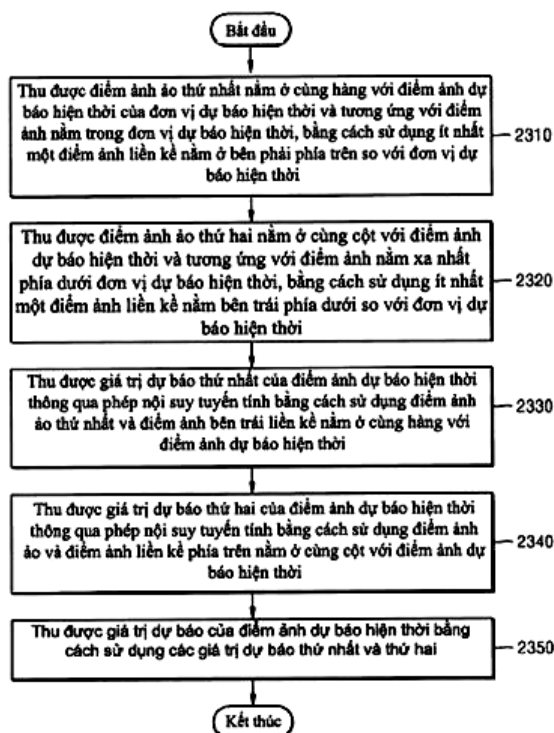 Bắt đầu
Thu được điểm ảnh ảo thứ nhất nằm ở cùng hàng với điểm ảnh dự
báo hiện thời của đơn vị dự báo hiện thời và tương ứng với điểm
ảnh nằm trong đơn vị dự báo hiện thời, bằng cách sử dụng ít nhất
một điểm ảnh liền kề nằm ở bên phải phía trên so với đơn vị dự
báo hiện thời
2310
Thu được điểm ảnh ảo thứ hai nằm ở cùng cột với điểm ảnh
dự báo hiện thời và tương ứng với điểm ảnh nằm xa nhất
phía dưới đơn vị dự báo hiện thời, bằng cách sử dụng ít nhất
một điểm ảnh liền kề nằm bên trái phía dưới so với đơn vị dự
báo hiện thời
2320
Thu được giá trị dự báo thứ nhất của điểm ảnh dự báo hiện thời
thông qua phép nội suy tuyến tính bằng cách sử dụng điểm ảnh
ảo thứ nhất và điểm ảnh bên trái liền kề nằm ở cùng hàng với
điểm ảnh dự báo hiện thời
2330
Thu được giá trị dự báo thứ hai của điểm ảnh dự báo hiện thời
thông qua phép nội suy tuyến tính bằng cách sử dụng điểm ảnh
ảo và điểm ảnh liền kề phía trên nằm ở cùng cột với điểm ảnh dự
báo hiện thời
2340
Thu được giá trị dự báo của điểm ảnh dự báo hiện thời bằng
cách sử dụng các giá trị dự báo thứ nhất và thứ hai
2350
Kết thúc